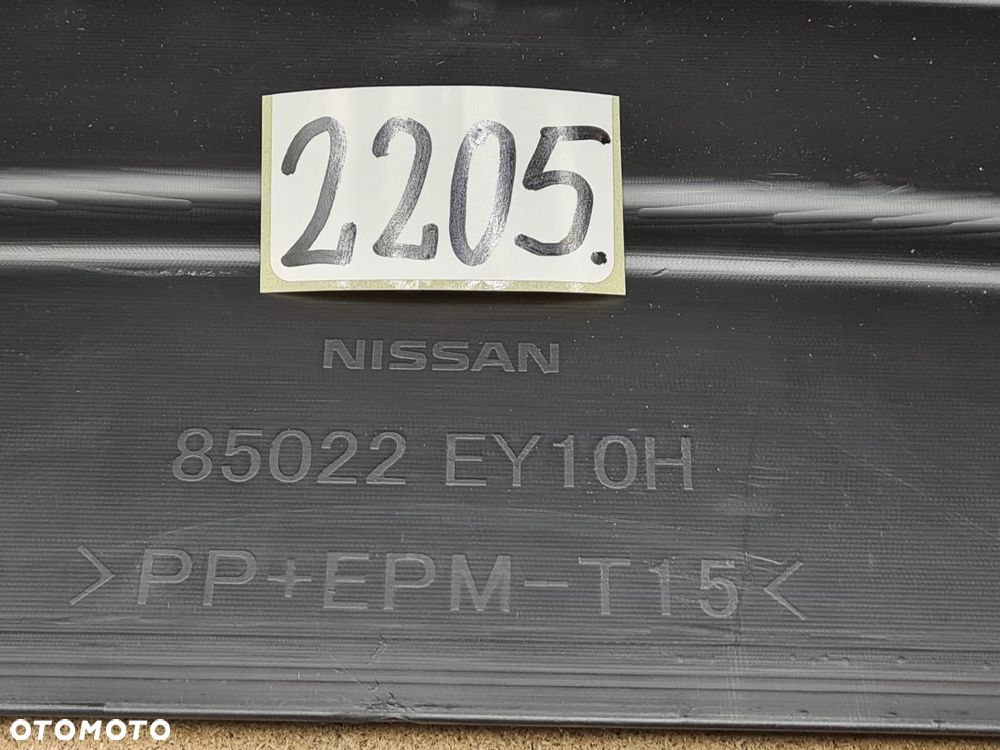 2205.
NISSAN
85022 EY10H
>PP+EPM-T15<
OTOMOTO